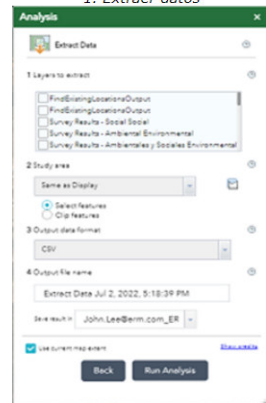 1. Extraer datos
Analysis
Extract Data
1 Layers to extract
FindExistingLocationsOutput
FindExistingLocationsOutput
Survey Results - Social Social
Survey Results - Ambiental Environmental
Survey Results - Ambientales y Sociales Environmental
2 Study area
Same as Display
Select features
Clip features
3 Output data format
CSV
4 Output file name
Extract Data Jul 2, 2022, 5:18:39 PM
Save result in John.Lee@erm.com_ER
Use current map extent
Show credits
Back
Run Analysis